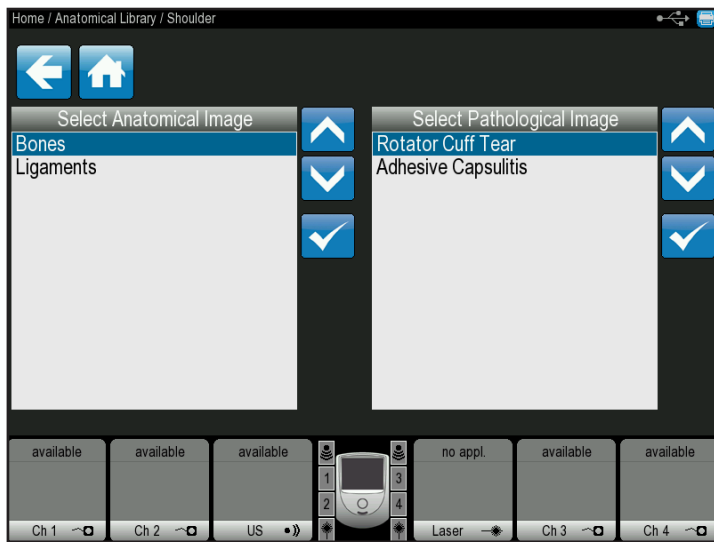 Home / Anatomical Library / Shoulder
Select Anatomical Image
Bones
Ligaments
Select Pathological Image
Rotator Cuff Tear
Adhesive Capsulitis
available
available
available
1
2
3
4
no appl.
available
available
Ch 1
Ch 2
US
Laser
Ch 3
Ch 4